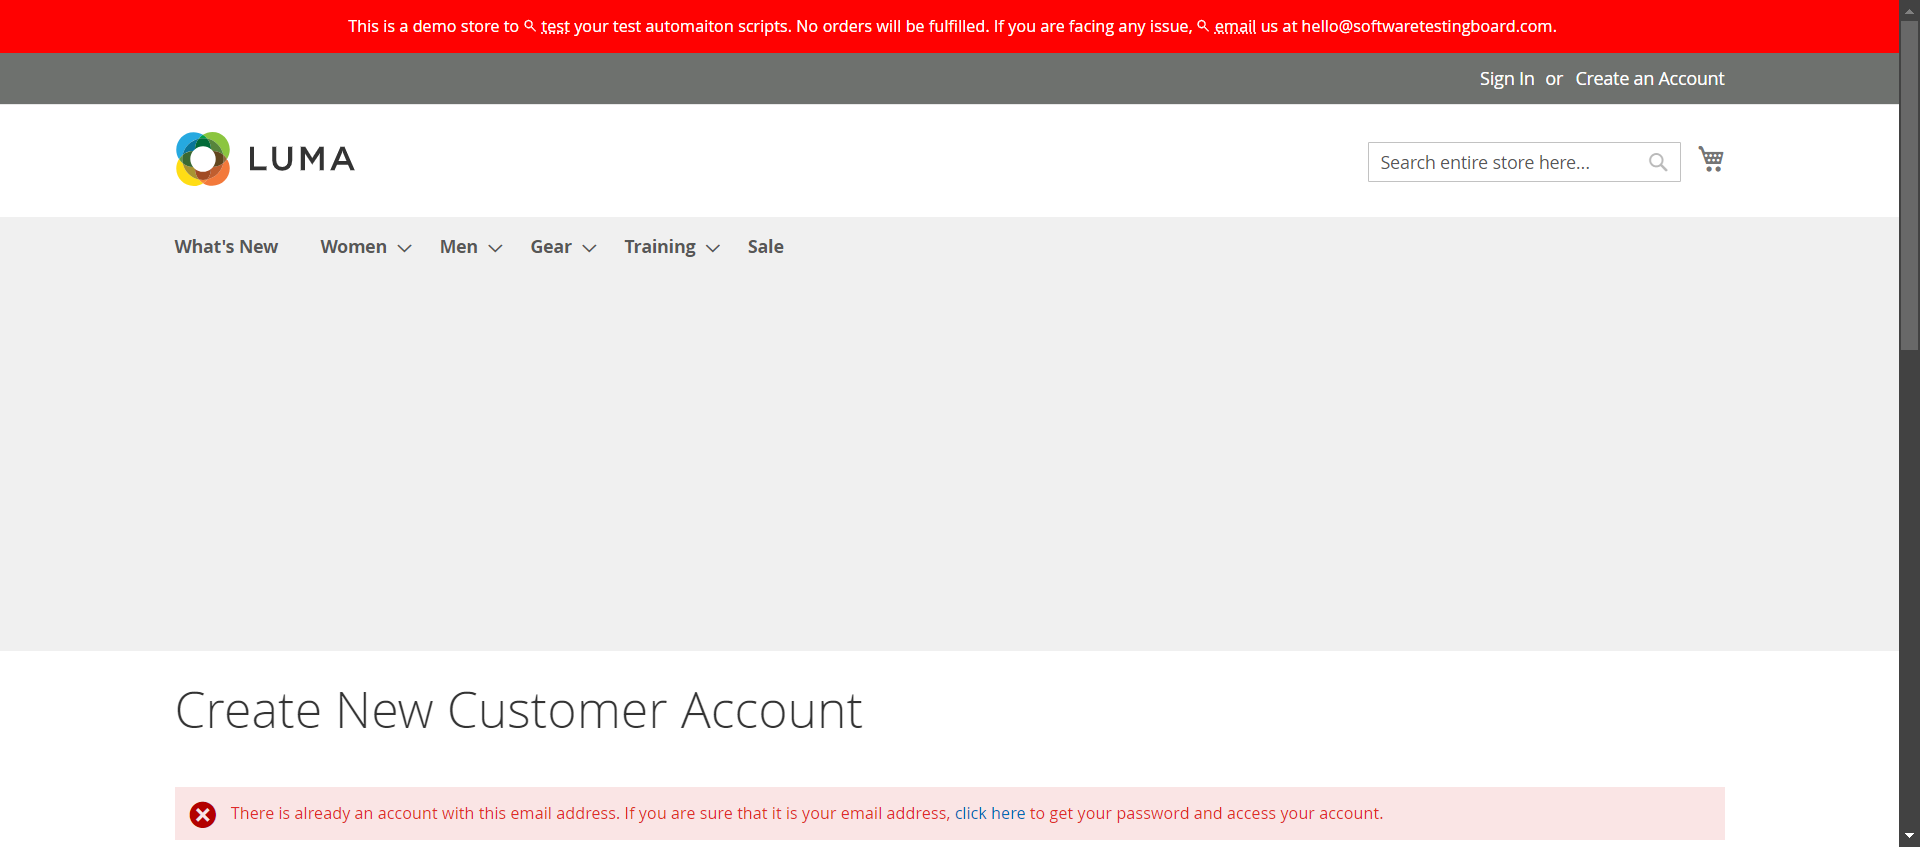 This is a demo store to test your test automaiton scripts. No orders will be fulfilled. If you are facing any issue, email us at hello@softwaretestingboard.com.
Sign In or Create an Account
LUMA
Search entire store here...
What's New Women Men Gear Training Sale
Create New Customer Account
There is already an account with this email address. If you are sure that it is your email address, click here to get your password and access your account.